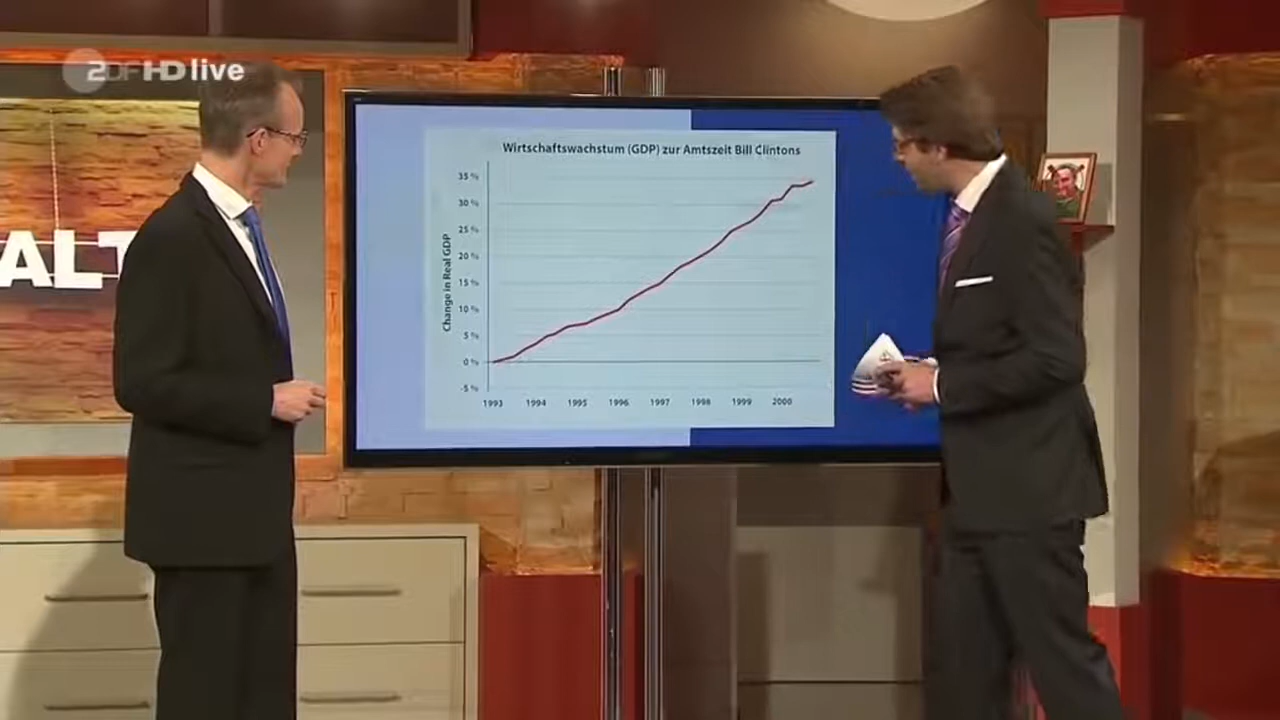 ZDF HD live
ALT
Wirtschaftswachstum (GDP) zur Amtszeit Bill Clintons
Change in Real GDP
35 %
30 %
25 %
20 %
15 %
10 %
5 %
0 %
-5 %
1993 1994 1995 1996 1997 1998 1999 2000